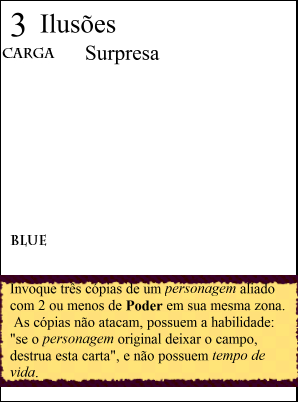 3 Ilusões
CARGA Surpresa
BLUE
Invoque três cópias de um personagem aliado
com 2 ou menos de Poder em sua mesma zona.
As cópias não atacam, possuem a habilidade:
"se o personagem original deixar o campo,
destrua esta carta", e não possuem tempo de
vida.